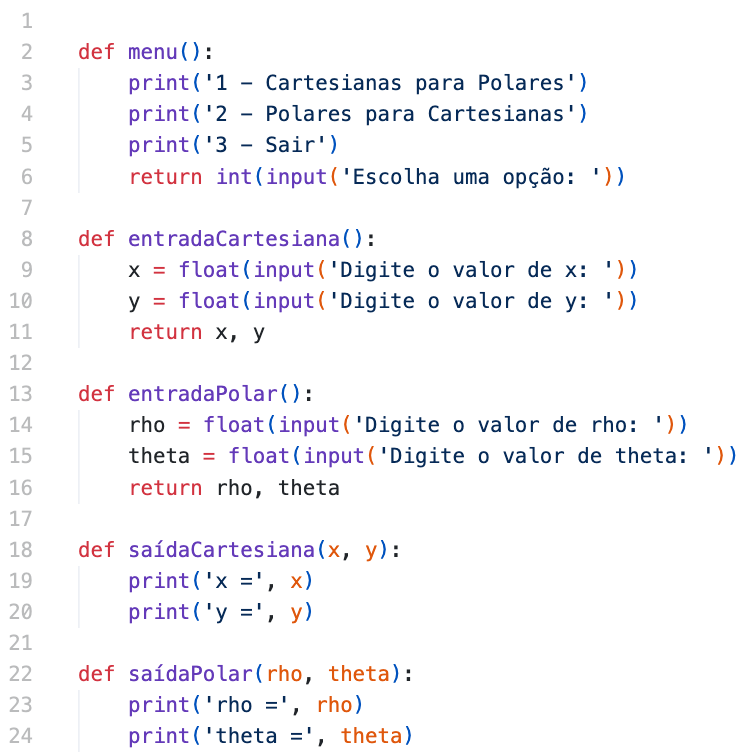 1
2 def menu():
3     print('1 - Cartesianas para Polares')
4     print('2 - Polares para Cartesianas')
5     print('3 - Sair')
6     return int(input('Escolha uma opção: '))
7
8 def entradaCartesiana():
9     x = float(input('Digite o valor de x: '))
10     y = float(input('Digite o valor de y: '))
11     return x, y
12
13 def entradaPolar():
14     rho = float(input('Digite o valor de rho: '))
15     theta = float(input('Digite o valor de theta: '))
16     return rho, theta
17
18 def saídaCartesiana(x, y):
19     print('x =', x)
20     print('y =', y)
21
22 def saídaPolar(rho, theta):
23     print('rho =', rho)
24     print('theta =', theta)